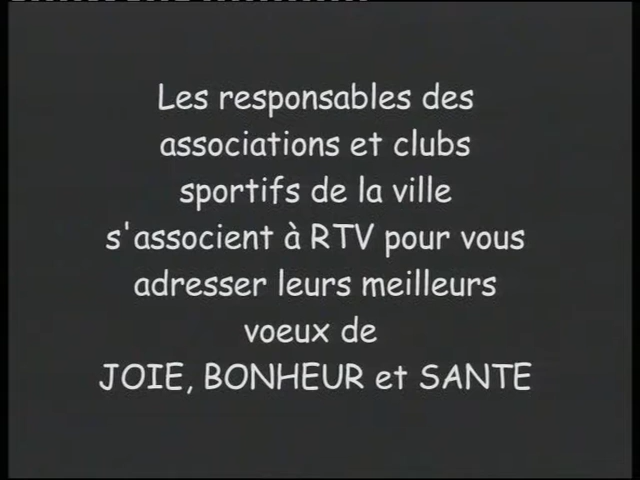 Les responsables des
associations et clubs
sportifs de la ville
s'associent à RTV pour vous
adresser leurs meilleurs
voeux de
JOIE, BONHEUR et SANTE